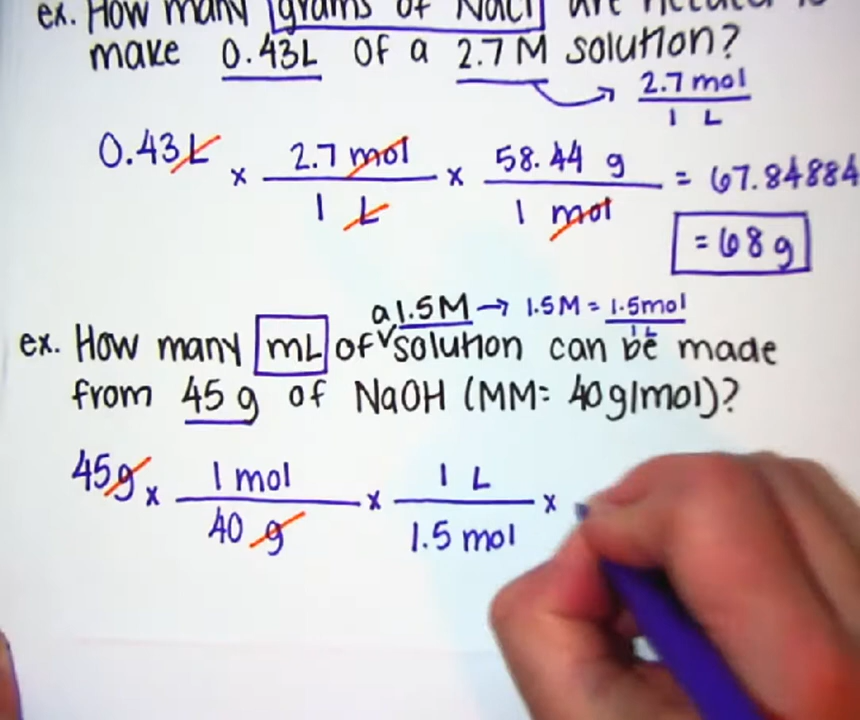 ex. How many grams of NaCl are needed to
make 0.43L of a 2.7 M solution?
2.7 mol
1 L
0.43L x 2.7 mol x 58.44 g = 67.84884
1 L 1 mol
= 68 g
a 1.5M → 1.5M = 1.5mol
1L
ex. How many mL of solution can be made
from 45 g of NaOH (MM= 40g/mol)?
45g x 1 mol x 1 L x
40 g 1.5 mol